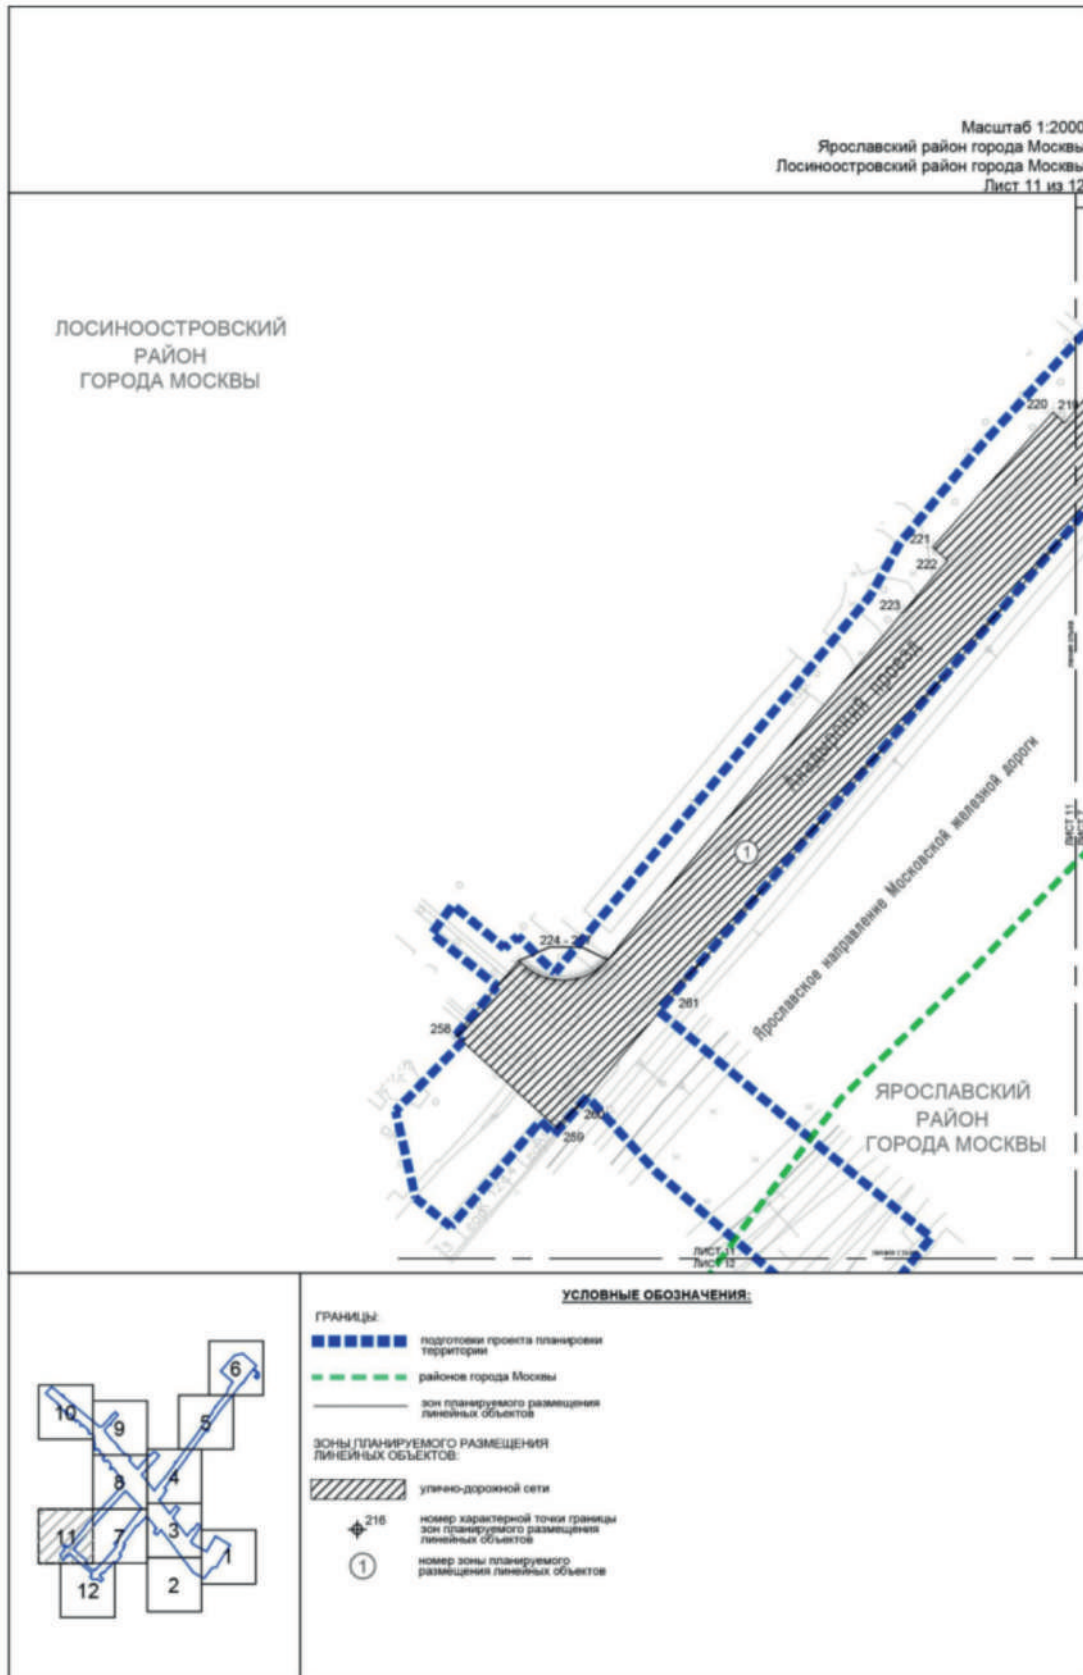 Масштаб 1:2000
Ярославский район города Москвы
Лосиноостровский район города Москвы
Лист 11 из 12
ЛОСИНООСТРОВСКИЙ
РАЙОН
ГОРОДА МОСКВЫ
220
219
221
222
223
Анадырский проезд
1
Ярославское направление Московской железной дороги
ЛИСТ 11
224 -
258
261
260
259
ЯРОСЛАВСКИЙ
РАЙОН
ГОРОДА МОСКВЫ
ЛИСТ 11
ЛИСТ 12
УСЛОВНЫЕ ОБОЗНАЧЕНИЯ:
ГРАНИЦЫ:
подготовки проекта планировки
территории
районов города Москвы
зон планируемого размещения
линейных объектов
ЗОНЫ ПЛАНИРУЕМОГО РАЗМЕЩЕНИЯ
ЛИНЕЙНЫХ ОБЪЕКТОВ:
улично-дорожной сети
216
номер характерной точки границы
зон планируемого размещения
линейных объектов
1
номер зоны планируемого
размещения линейных объектов
6
10
9
5
8
4
11
7
3
1
12
2